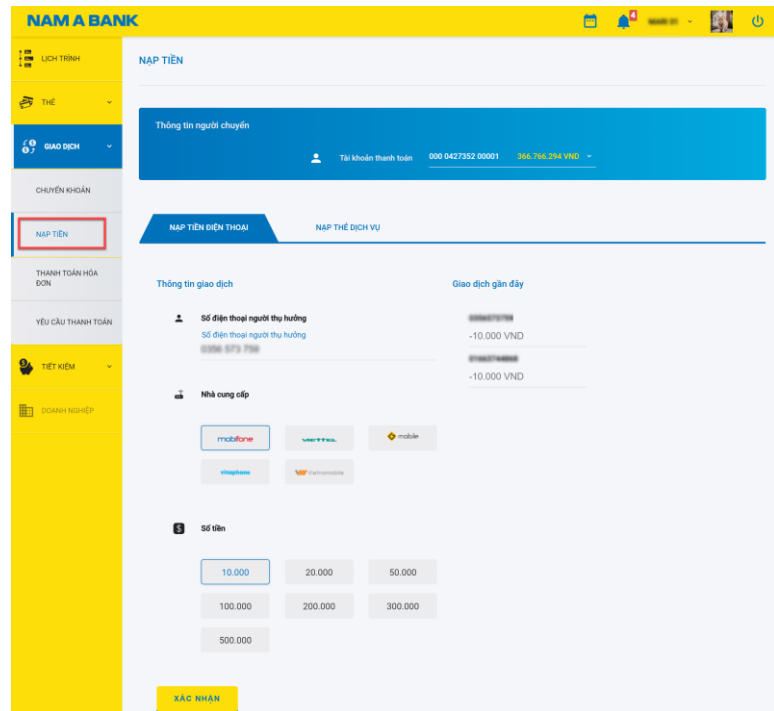 NAM A BANK
4
LỊCH TRÌNH
NẠP TIỀN
THẺ
Thông tin người chuyển
GIAO DỊCH
Tài khoản thanh toán 000 0427352 00001 366.766.294 VND
CHUYỂN KHOẢN
NẠP TIỀN
NẠP TIỀN ĐIỆN THOẠI NẠP THẺ DỊCH VỤ
THANH TOÁN HÓA
ĐƠN
Thông tin giao dịch Giao dịch gần đây
YÊU CẦU THANH TOÁN
Số điện thoại người thụ hưởng
Số điện thoại người thụ hưởng
-10.000 VND
TIẾT KIỆM
-10.000 VND
Nhà cung cấp
DOANH NGHIỆP
mobifone VIETTEL mobile
vinaphone Vietnamobile
Số tiền
10.000 20.000 50.000
100.000 200.000 300.000
500.000
XÁC NHẬN